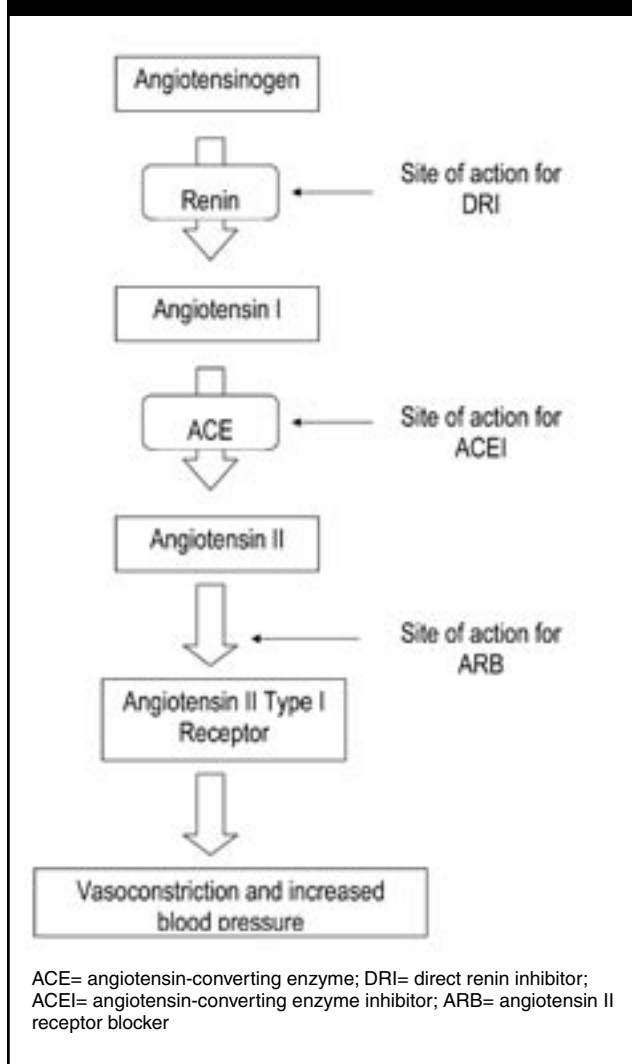 Angiotensinogen
Renin
Site of action for
DRI
Angiotensin I
ACE
Site of action for
ACEI
Angiotensin II
Site of action for
ARB
Angiotensin II Type I
Receptor
Vasoconstriction and increased
blood pressure
ACE= angiotensin-converting enzyme; DRI= direct renin inhibitor;
ACEI= angiotensin-converting enzyme inhibitor; ARB= angiotensin II
receptor blocker